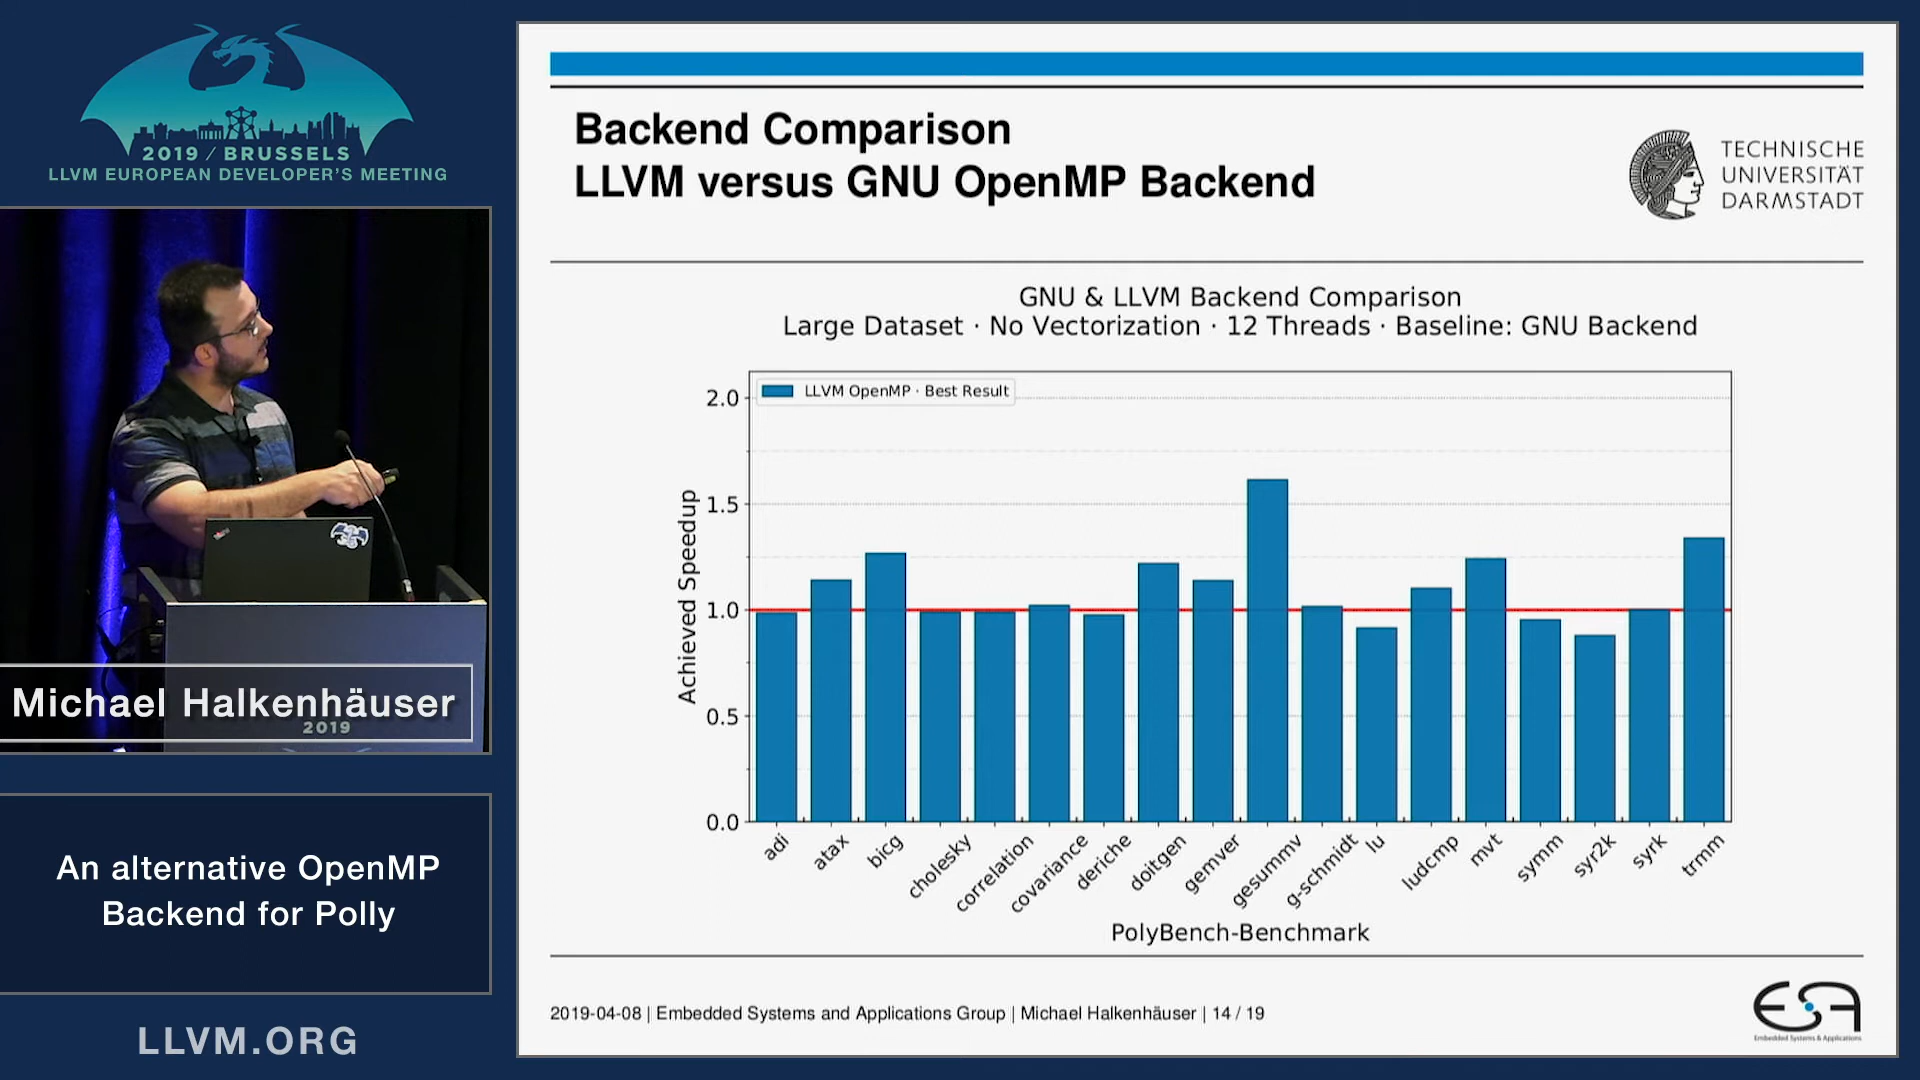 2019 / BRUSSELS
LLVM EUROPEAN DEVELOPER'S MEETING
Michael Halkenhäuser
2019
An alternative OpenMP
Backend for Polly
LLVM.ORG
Backend Comparison
LLVM versus GNU OpenMP Backend
TECHNISCHE
UNIVERSITÄT
DARMSTADT
GNU & LLVM Backend Comparison
Large Dataset · No Vectorization · 12 Threads · Baseline: GNU Backend
LLVM OpenMP · Best Result
Achieved Speedup
2.0
1.5
1.0
0.5
0.0
adi
atax
bicg
cholesky
correlation
covariance
deriche
doitgen
gemver
gesummv
g-schmidt
lu
ludcmp
mvt
symm
syr2k
syrk
trmm
PolyBench-Benchmark
2019-04-08 | Embedded Systems and Applications Group | Michael Halkenhäuser | 14 / 19
ESA
Embedded Systems & Applications